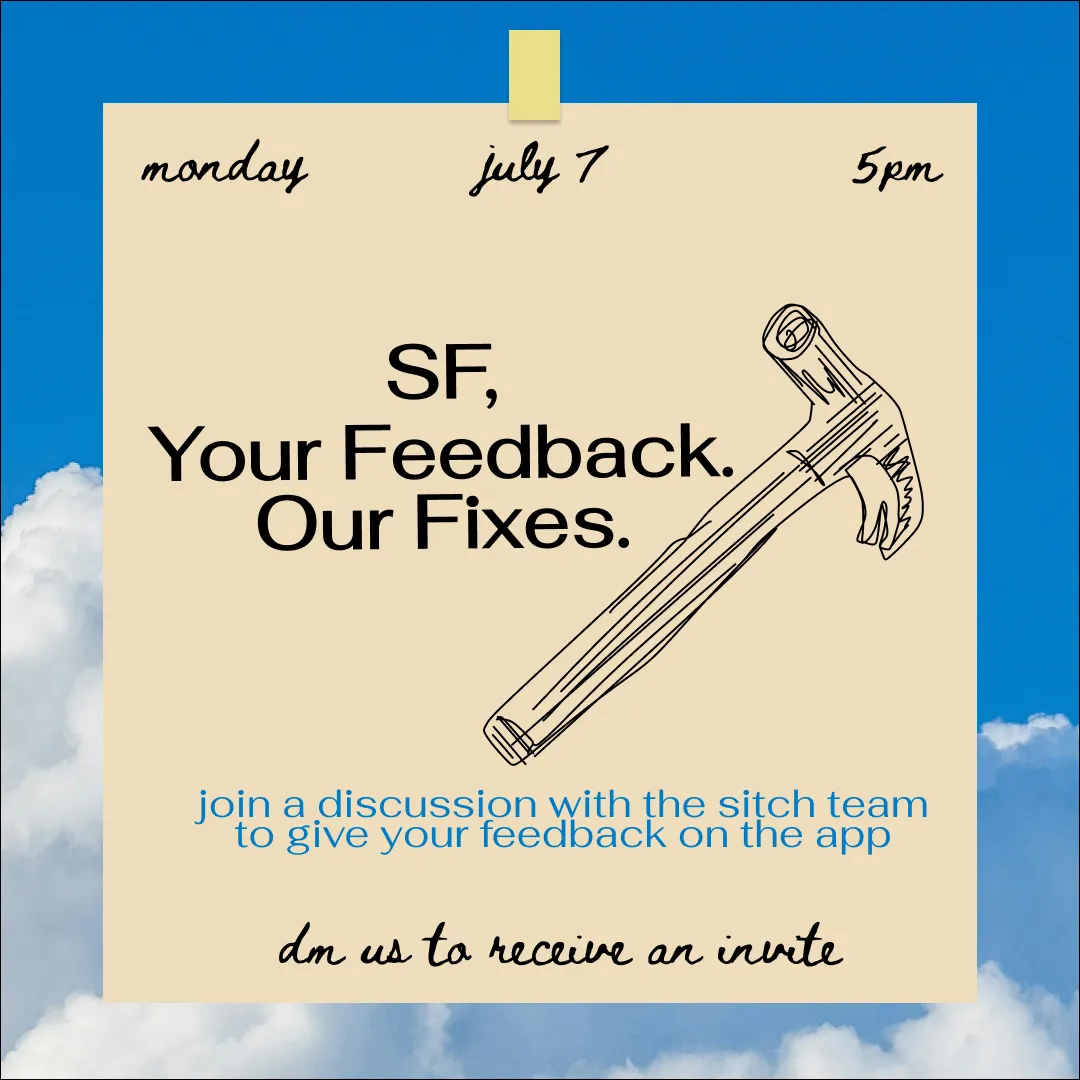 monday july 7 5pm
SF,
Your Feedback.
Our Fixes.
join a discussion with the sitch team
to give your feedback on the app
dm us to receive an invite